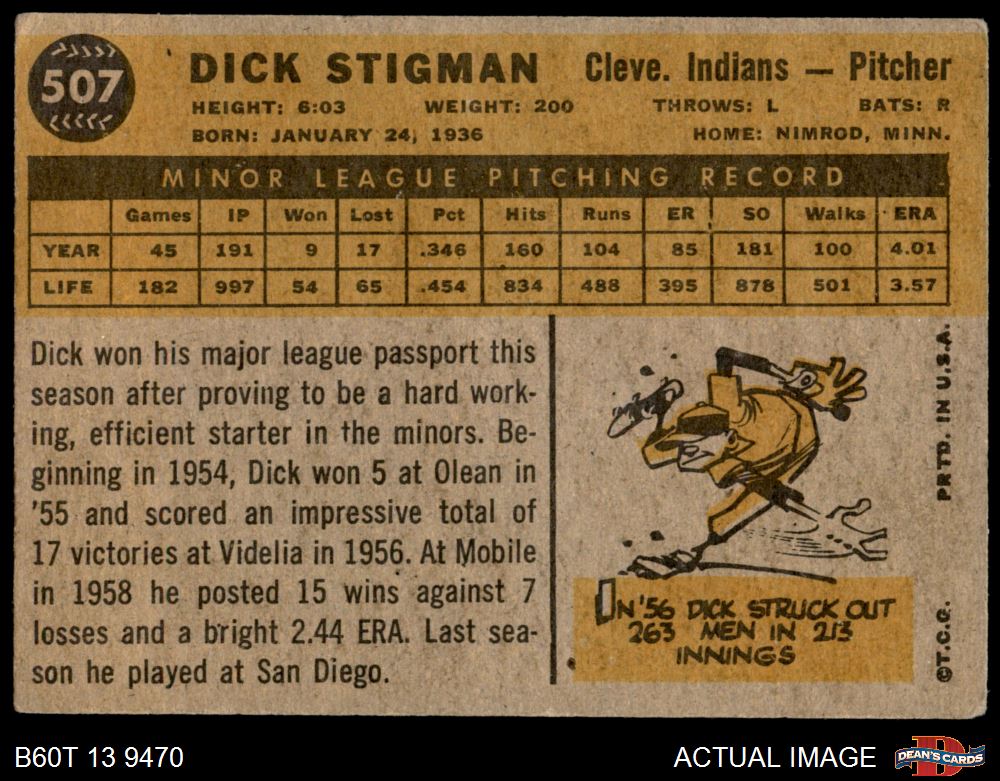 507
DICK STIGMAN Cleve. Indians — Pitcher
HEIGHT: 6:03 WEIGHT: 200 THROWS: L BATS: R
BORN: JANUARY 24, 1936 HOME: NIMROD, MINN.
MINOR LEAGUE PITCHING RECORD
Games IP Won Lost Pct Hits Runs ER SO Walks ERA
YEAR 45 191 9 17 .346 160 104 85 181 100 4.01
LIFE 182 997 54 65 .454 834 488 395 878 501 3.57
Dick won his major league passport this
season after proving to be a hard work-
ing, efficient starter in the minors. Be-
ginning in 1954, Dick won 5 at Olean in
'55 and scored an impressive total of
17 victories at Videlia in 1956. At Mobile
in 1958 he posted 15 wins against 7
losses and a bright 2.44 ERA. Last sea-
son he played at San Diego.
IN '56 DICK STRUCK OUT
263 MEN IN 213
INNINGS
©T.C.G. PRTD. IN U.S.A.
B60T 13 9470
ACTUAL IMAGE
D
DEAN'S CARDS